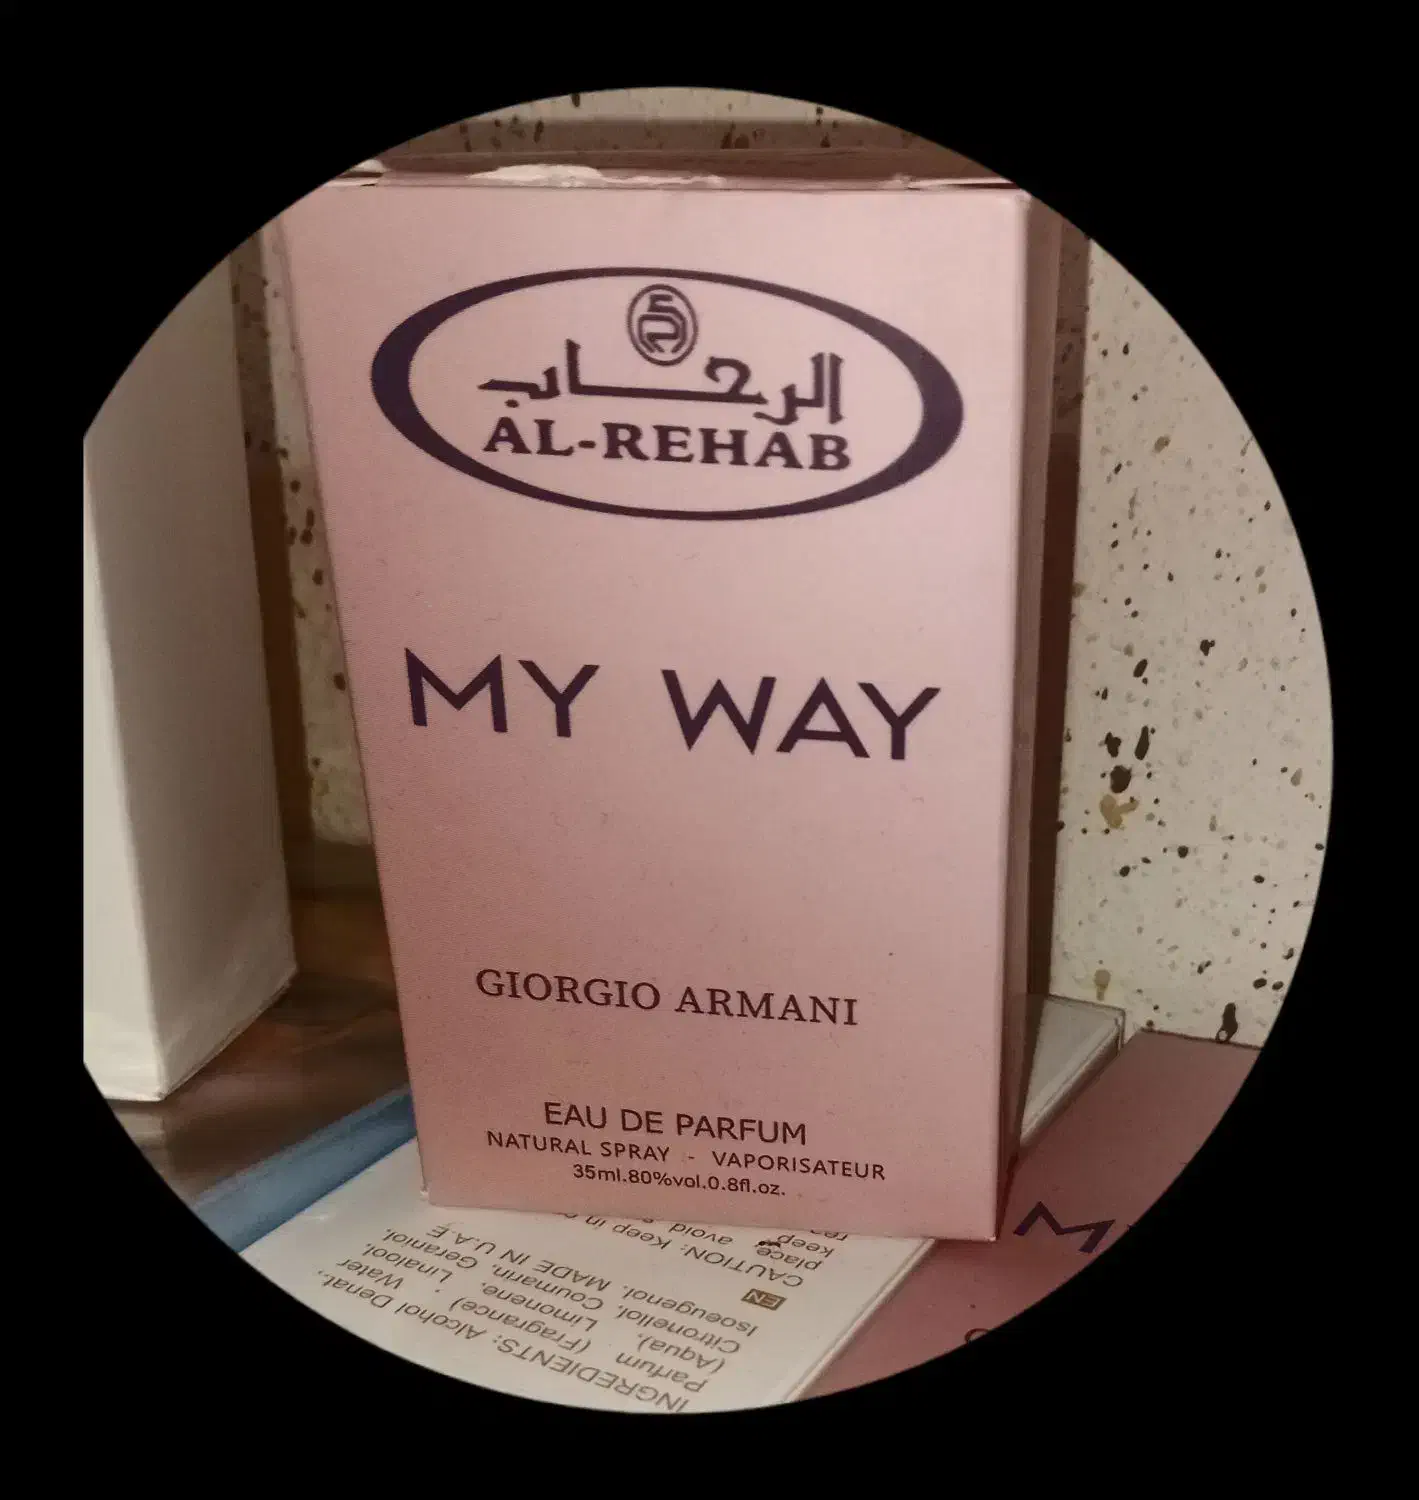 الرحاب
AL-REHAB
MY WAY
GIORGIO ARMANI
EAU DE PARFUM
NATURAL SPRAY - VAPORISATEUR
35ml.80%vol.0.8fl.oz.
INGREDIENTS: Alcohol Denat.,
Parfum (Fragrance) , Water
(Aqua), Limonene, Linalool,
Citronellol, Coumarin, Geraniol,
Isoeugenol. MADE IN U.A.E
EN
CAUTION: Keep in
place avoid
keep